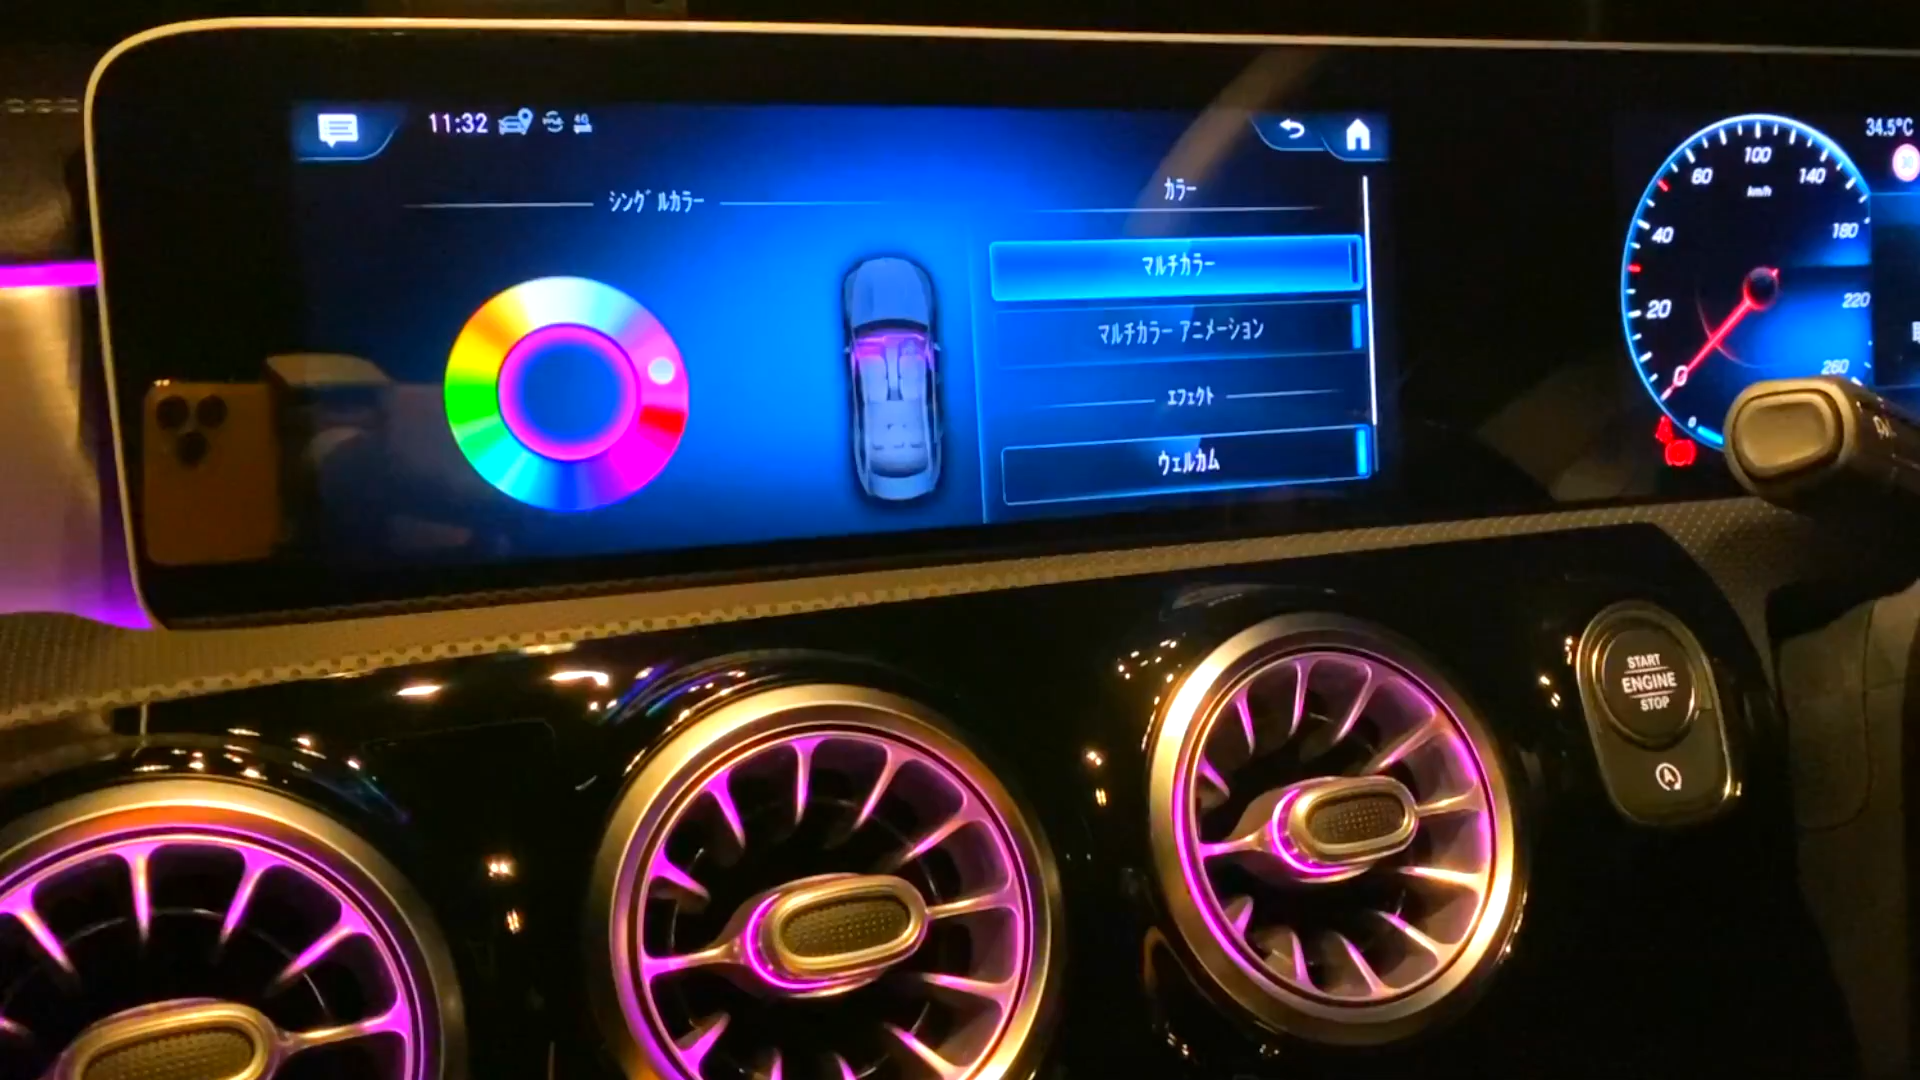 11:32
4G
シングルカラー
カラー
マルチカラー
マルチカラー アニメーション
エフェクト
ウェルカム
34.5°C
100
60
140
km/h
40
180
20
220
0
260
START
ENGINE
STOP
A